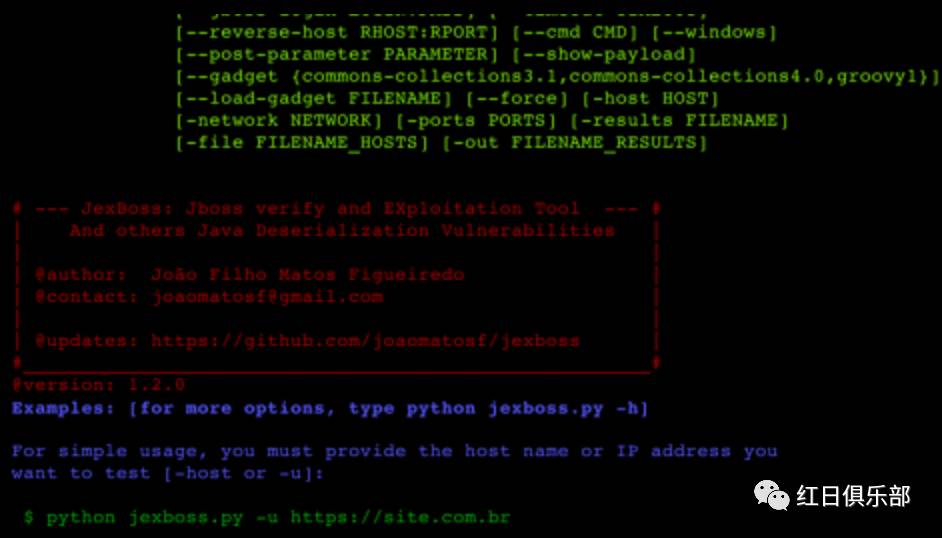 [--reverse-host RHOST:RPORT] [--cmd CMD] [--windows]
[--post-parameter PARAMETER] [--show-payload]
[--gadget {commons-collections3.1,commons-collections4.0,groovy1}]
[--load-gadget FILENAME] [--force] [-host HOST]
[-network NETWORK] [-ports PORTS] [-results FILENAME]
[-file FILENAME_HOSTS] [-out FILENAME_RESULTS]
# --- JexBoss: Jboss verify and EXploitation Tool --- #
| And others Java Deserialization Vulnerabilities |
| |
| @author: João Filho Matos Figueiredo |
| @contact: joaomatosf@gmail.com |
| |
| @updates: https://github.com/joaomatosf/jexboss |
#______________________________________________________#
@version: 1.2.0
Examples: [for more options, type python jexboss.py -h]
For simple usage, you must provide the host name or IP address you
want to test [-host or -u]:
$ python jexboss.py -u https://site.com.br
红日俱乐部